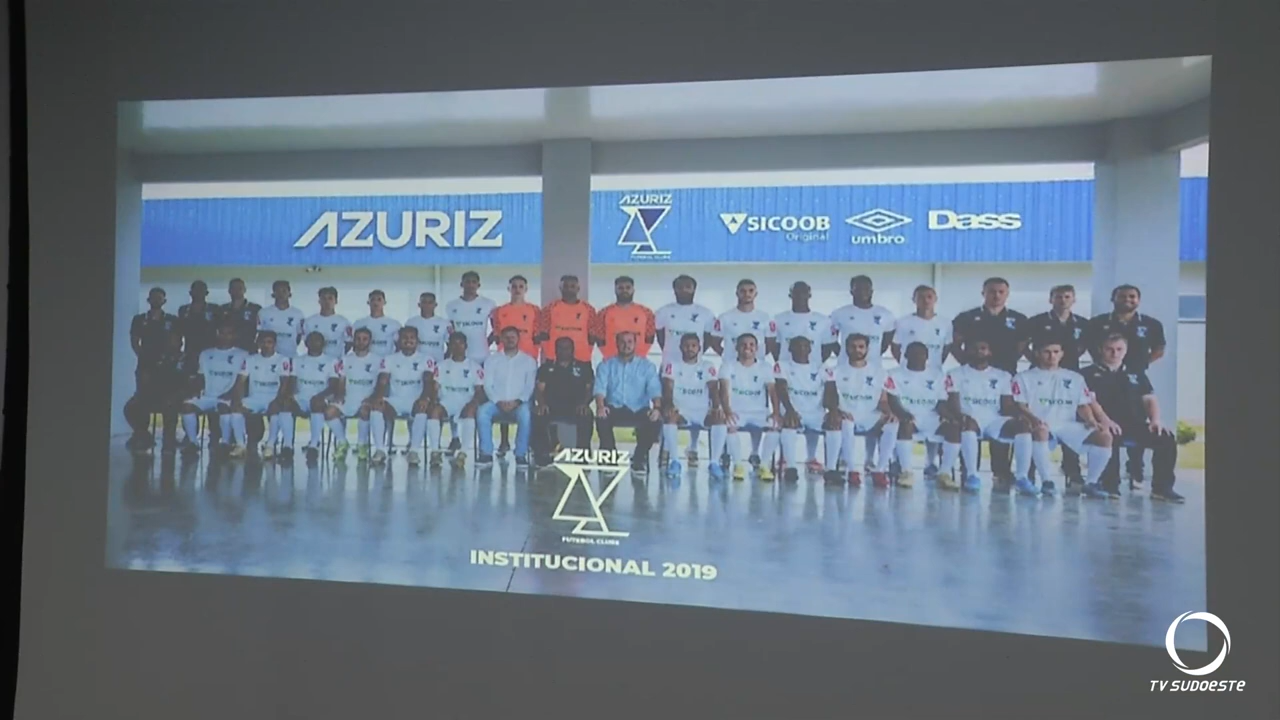 AZURIZ
AZURIZ
FUTEBOL CLUBE
SICOOB
Original
umbro
Dass
AZURIZ
FUTEBOL CLUBE
INSTITUCIONAL 2019
TV SUDOESTE